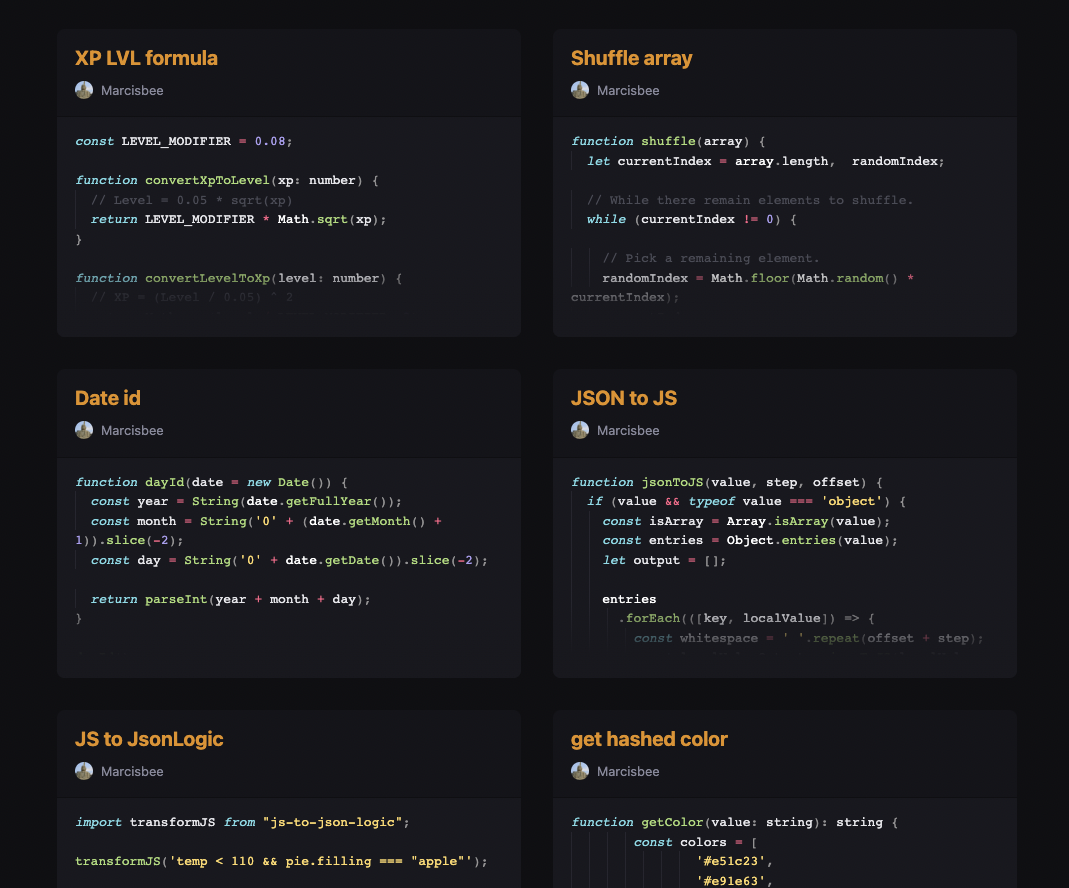 XP LVL formula
Marcisbee
const LEVEL_MODIFIER = 0.08;
function convertXpToLevel(xp: number) {
// Level = 0.05 * sqrt(xp)
return LEVEL_MODIFIER * Math.sqrt(xp);
}
function convertLevelToXp(level: number) {
// XP = (Level / 0.05) ^ 2
Shuffle array
Marcisbee
function shuffle(array) {
let currentIndex = array.length,  randomIndex;
// While there remain elements to shuffle.
while (currentIndex != 0) {
// Pick a remaining element.
randomIndex = Math.floor(Math.random() *
currentIndex);
Date id
Marcisbee
function dayId(date = new Date()) {
const year = String(date.getFullYear());
const month = String('0' + (date.getMonth() +
1)).slice(-2);
const day = String('0' + date.getDate()).slice(-2);
return parseInt(year + month + day);
}
JSON to JS
Marcisbee
function jsonToJS(value, step, offset) {
if (value && typeof value === 'object') {
const isArray = Array.isArray(value);
const entries = Object.entries(value);
let output = [];
entries
.forEach(([key, localValue]) => {
const whitespace = ' '.repeat(offset + step);
JS to JsonLogic
Marcisbee
import transformJS from "js-to-json-logic";
transformJS('temp < 110 && pie.filling === "apple"');
get hashed color
Marcisbee
function getColor(value: string): string {
const colors = [
'#e51c23',
'#e91e63',